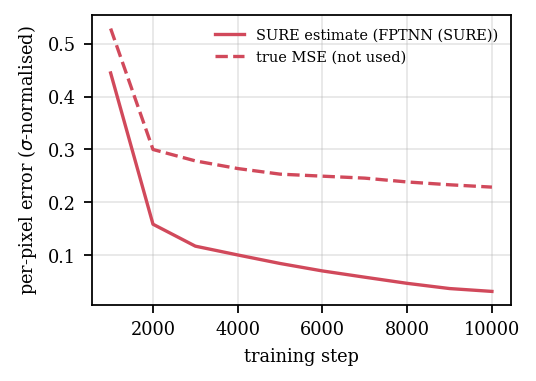 SURE estimate (FPTNN (SURE))
true MSE (not used)
per-pixel error (σ-normalised)
0.5
0.4
0.3
0.2
0.1
2000 4000 6000 8000 10000
training step